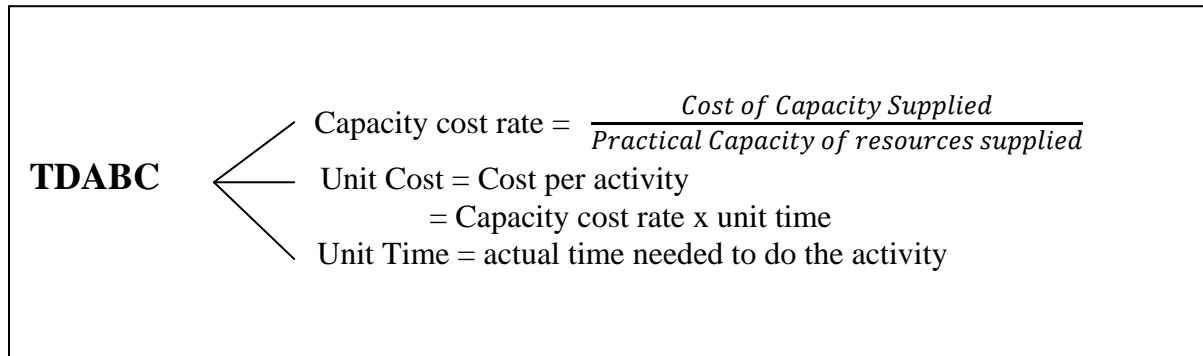 Capacity cost rate = Cost of Capacity Supplied
Practical Capacity of resources supplied
TDABC
Unit Cost = Cost per activity
= Capacity cost rate x unit time
Unit Time = actual time needed to do the activity